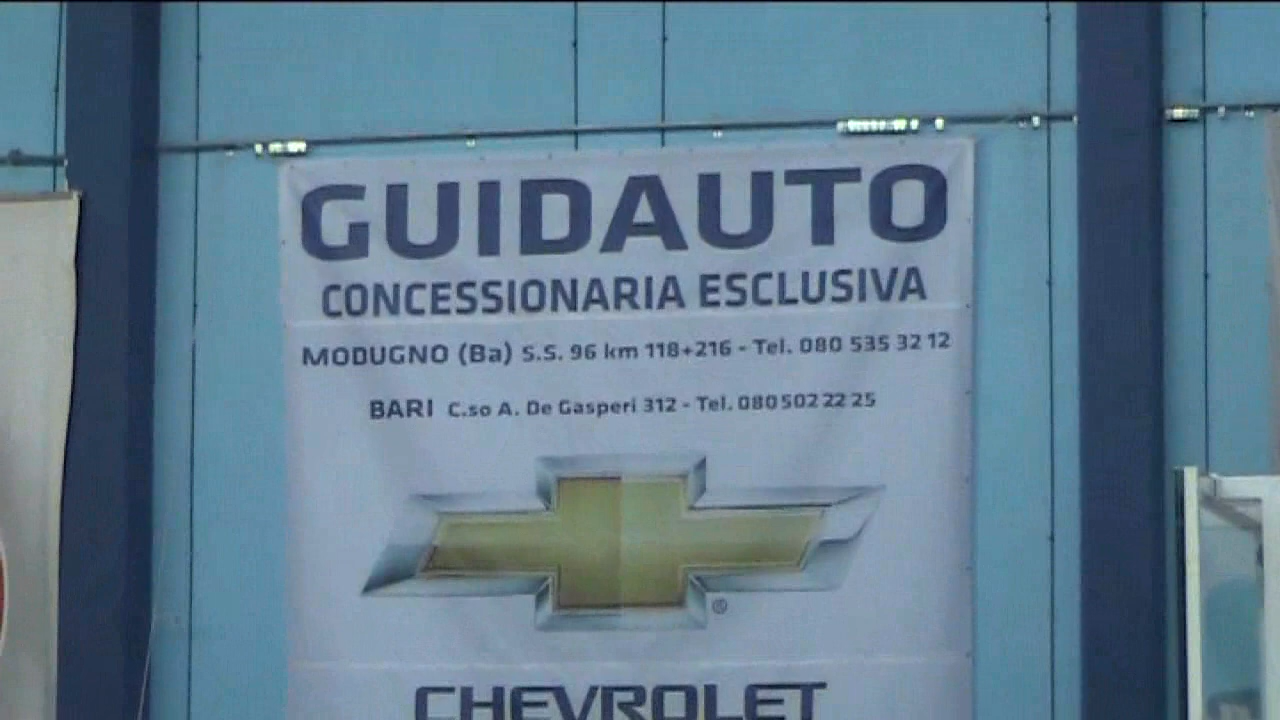 GUIDAUTO
CONCESSIONARIA ESCLUSIVA
MODUGNO (Ba) S.S. 96 km 118+216 - Tel. 080 535 32 12
BARI C.so A. De Gasperi 312 - Tel. 080 502 22 25
®
CHEVROLET